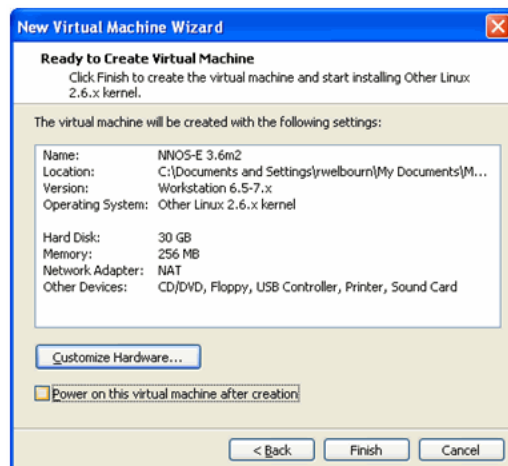 New Virtual Machine Wizard
Ready to Create Virtual Machine
Click Finish to create the virtual machine and start installing Other Linux
2.6.x kernel.
The virtual machine will be created with the following settings:
Name: NNOS-E 3.6m2
Location: C:\Documents and Settings\rwelbourn\My Documents\M...
Version: Workstation 6.5-7.x
Operating System: Other Linux 2.6.x kernel
Hard Disk: 30 GB
Memory: 256 MB
Network Adapter: NAT
Other Devices: CD/DVD, Floppy, USB Controller, Printer, Sound Card
Customize Hardware...
Power on this virtual machine after creation
< Back Finish Cancel